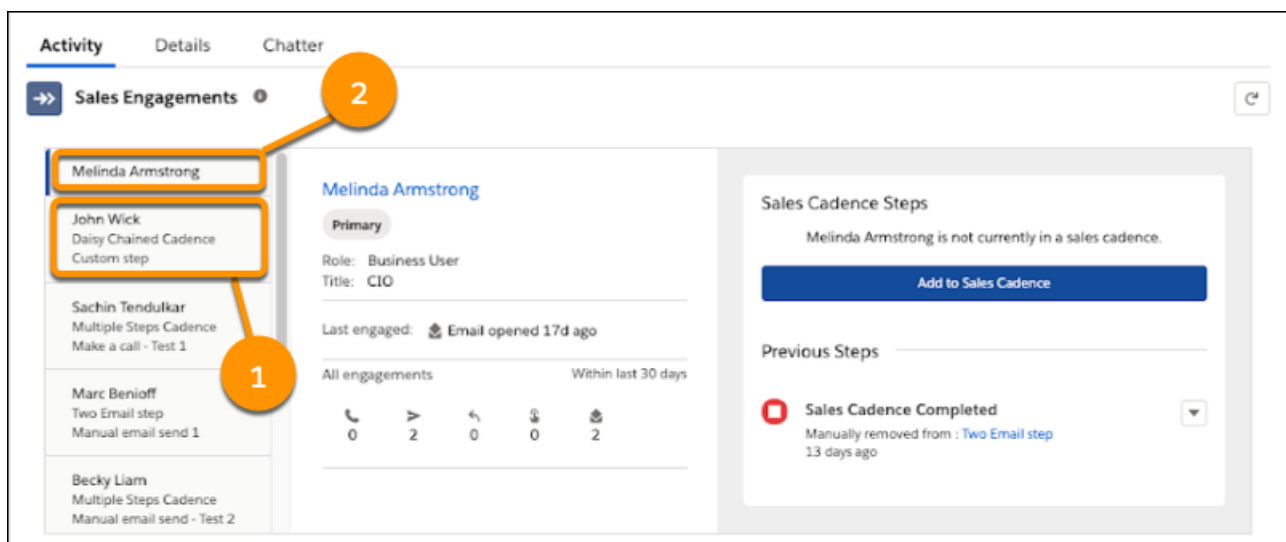 Activity Details Chatter
Sales Engagements
2
Melinda Armstrong
John Wick
Daisy Chained Cadence
Custom step
Sachin Tendulkar
Multiple Steps Cadence
Make a call - Test 1
1
Marc Benioff
Two Email step
Manual email send 1
Becky Liam
Multiple Steps Cadence
Manual email send - Test 2
Melinda Armstrong
Primary
Role: Business User
Title: CIO
Last engaged: Email opened 17d ago
All engagements Within last 30 days
0 2 0 0 2
Sales Cadence Steps
Melinda Armstrong is not currently in a sales cadence.
Add to Sales Cadence
Previous Steps
Sales Cadence Completed
Manually removed from : Two Email step
13 days ago